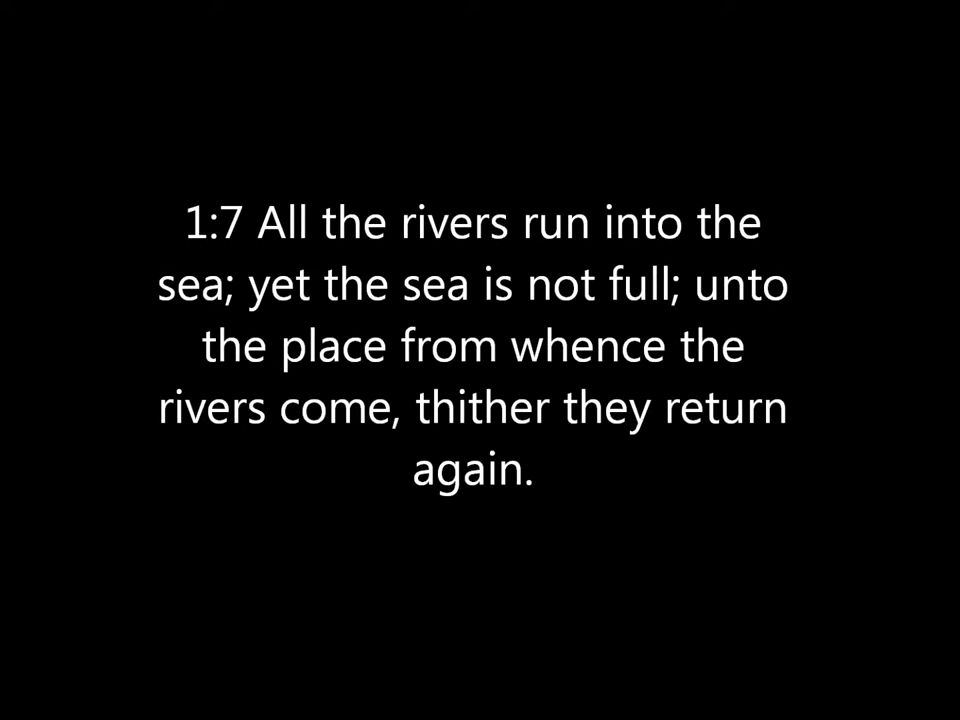 1:7 All the rivers run into the
sea; yet the sea is not full; unto
the place from whence the
rivers come, thither they return
again.